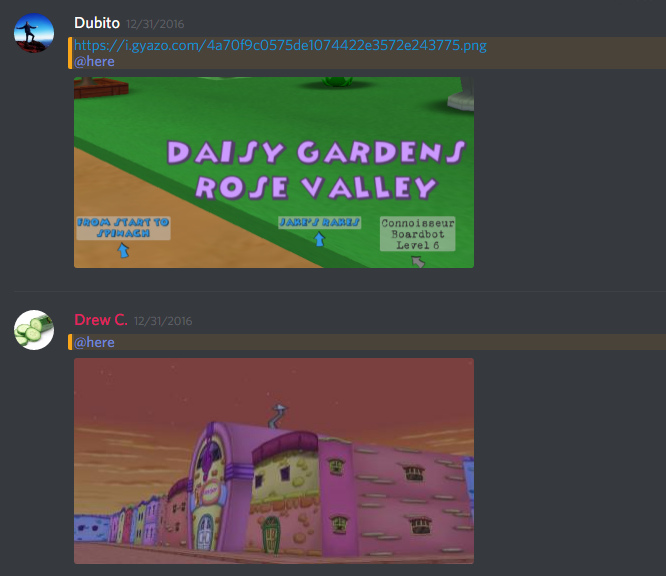 Dubito 12/31/2016
https://i.gyazo.com/4a70f9c0575de1074422e3572e243775.png
@here
DAISY GARDENS
ROSE VALLEY
FROM START TO
SPINACH
JAKE'S RAKES
Connoisseur
Boardbot
Level 6
Drew C. 12/31/2016
@here